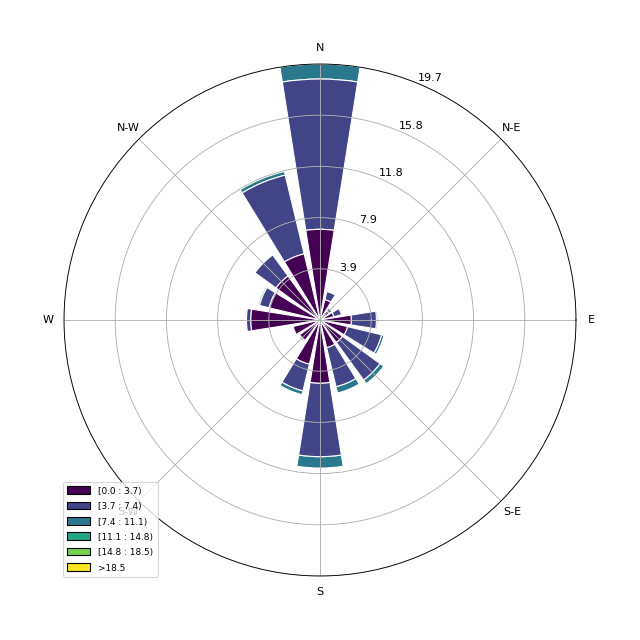 N
19.7
N-W
15.8
N-E
11.8
7.9
3.9
W
E
[0.0 : 3.7)
[3.7 : 7.4)
S-W
S-E
[7.4 : 11.1)
[11.1 : 14.8)
[14.8 : 18.5)
>18.5
S